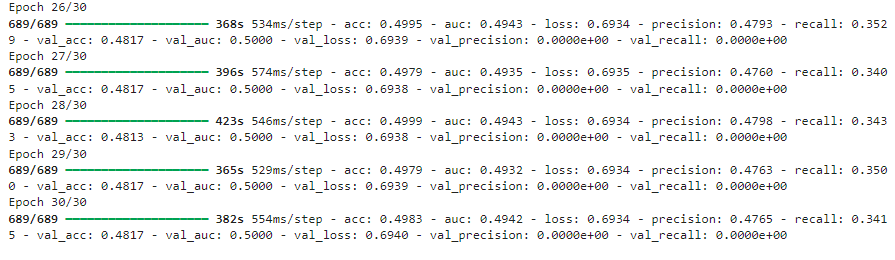 Epoch 26/30
689/689 ━━━━━━━━━━━━━━━━━━━━ 368s 534ms/step - acc: 0.4995 - auc: 0.4943 - loss: 0.6934 - precision: 0.4793 - recall: 0.352
9 - val_acc: 0.4817 - val_auc: 0.5000 - val_loss: 0.6939 - val_precision: 0.0000e+00 - val_recall: 0.0000e+00
Epoch 27/30
689/689 ━━━━━━━━━━━━━━━━━━━━ 396s 574ms/step - acc: 0.4979 - auc: 0.4935 - loss: 0.6935 - precision: 0.4760 - recall: 0.340
5 - val_acc: 0.4817 - val_auc: 0.5000 - val_loss: 0.6938 - val_precision: 0.0000e+00 - val_recall: 0.0000e+00
Epoch 28/30
689/689 ━━━━━━━━━━━━━━━━━━━━ 423s 546ms/step - acc: 0.4999 - auc: 0.4943 - loss: 0.6934 - precision: 0.4798 - recall: 0.343
3 - val_acc: 0.4813 - val_auc: 0.5000 - val_loss: 0.6938 - val_precision: 0.0000e+00 - val_recall: 0.0000e+00
Epoch 29/30
689/689 ━━━━━━━━━━━━━━━━━━━━ 365s 529ms/step - acc: 0.4979 - auc: 0.4932 - loss: 0.6934 - precision: 0.4763 - recall: 0.350
0 - val_acc: 0.4817 - val_auc: 0.5000 - val_loss: 0.6939 - val_precision: 0.0000e+00 - val_recall: 0.0000e+00
Epoch 30/30
689/689 ━━━━━━━━━━━━━━━━━━━━ 382s 554ms/step - acc: 0.4983 - auc: 0.4942 - loss: 0.6934 - precision: 0.4765 - recall: 0.341
5 - val_acc: 0.4817 - val_auc: 0.5000 - val_loss: 0.6940 - val_precision: 0.0000e+00 - val_recall: 0.0000e+00